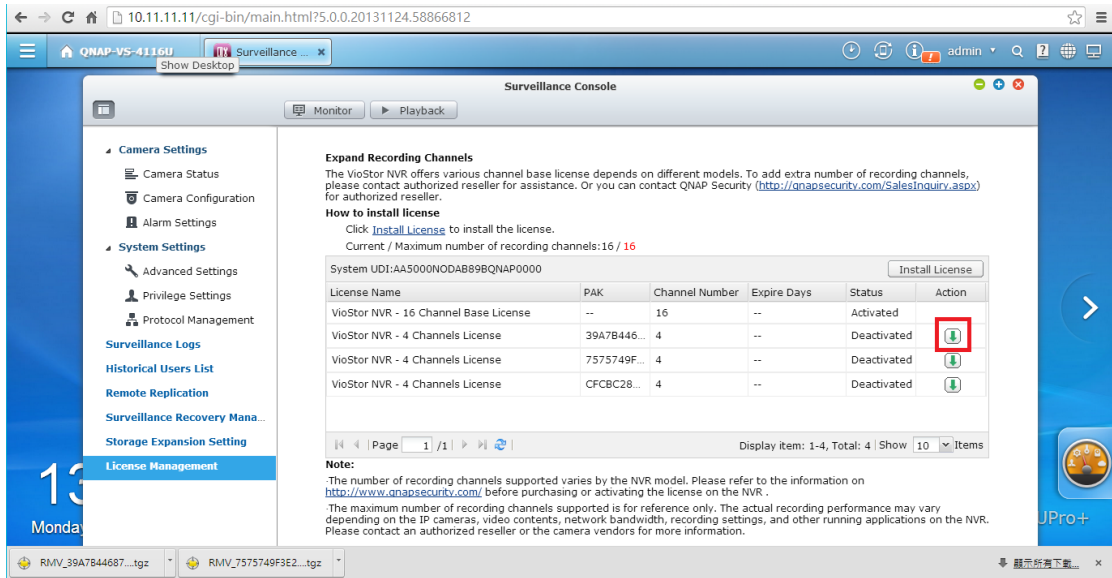 10.11.11.11/cgi-bin/main.html?5.0.0.20131124.58866812
QNAP-VS-4116U
Surveillance ...
admin
Show Desktop
Surveillance Console
Monitor
Playback
Camera Settings
Camera Status
Camera Configuration
Alarm Settings
System Settings
Advanced Settings
Privilege Settings
Protocol Management
Surveillance Logs
Historical Users List
Remote Replication
Surveillance Recovery Mana...
Storage Expansion Setting
License Management
Expand Recording Channels
The VioStor NVR offers various channel base license depends on different models. To add extra number of recording channels,
please contact authorized reseller for assistance. Or you can contact QNAP Security (http://qnapsecurity.com/SalesInquiry.aspx)
for authorized reseller.
How to install license
Click Install License to install the license.
Current / Maximum number of recording channels:16 / 16
System UDI:AA5000NODAB89BQNAP0000 Install License
License Name PAK Channel Number Expire Days Status Action
VioStor NVR - 16 Channel Base License -- 16 -- Activated
VioStor NVR - 4 Channels License 39A7B446... 4 -- Deactivated
VioStor NVR - 4 Channels License 7575749F... 4 -- Deactivated
VioStor NVR - 4 Channels License CFCBC28... 4 -- Deactivated
Page 1 /1 Display item: 1-4, Total: 4 Show 10 Items
Note:
·The number of recording channels supported varies by the NVR model. Please refer to the information on
http://www.qnapsecurity.com/ before purchasing or activating the license on the NVR .
·The maximum number of recording channels supported is for reference only. The actual recording performance may vary
depending on the IP cameras, video contents, network bandwidth, recording settings, and other running applications on the NVR.
Please contact an authorized reseller or the camera vendors for more information.
13
Monday
UPro+
RMV_39A7B44687....tgz
RMV_7575749F3E2....tgz
顯示所有下載...